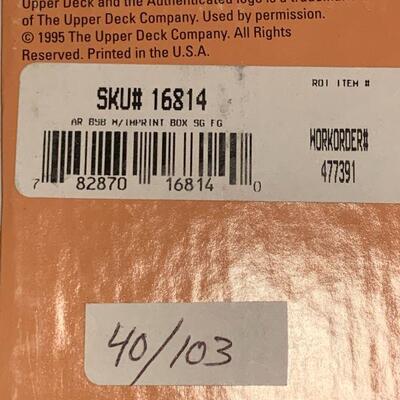 Upper Deck and the Authenticated logo is a trademark
of The Upper Deck Company. Used by permission.
© 1995 The Upper Deck Company. All Rights
Reserved. Printed in the U.S.A.
SKU# 16814
ROI ITEM #
AR 89B W/IMPRINT BOX SG FG
WORKORDER#
477391
7 82870 16814 0
40/103